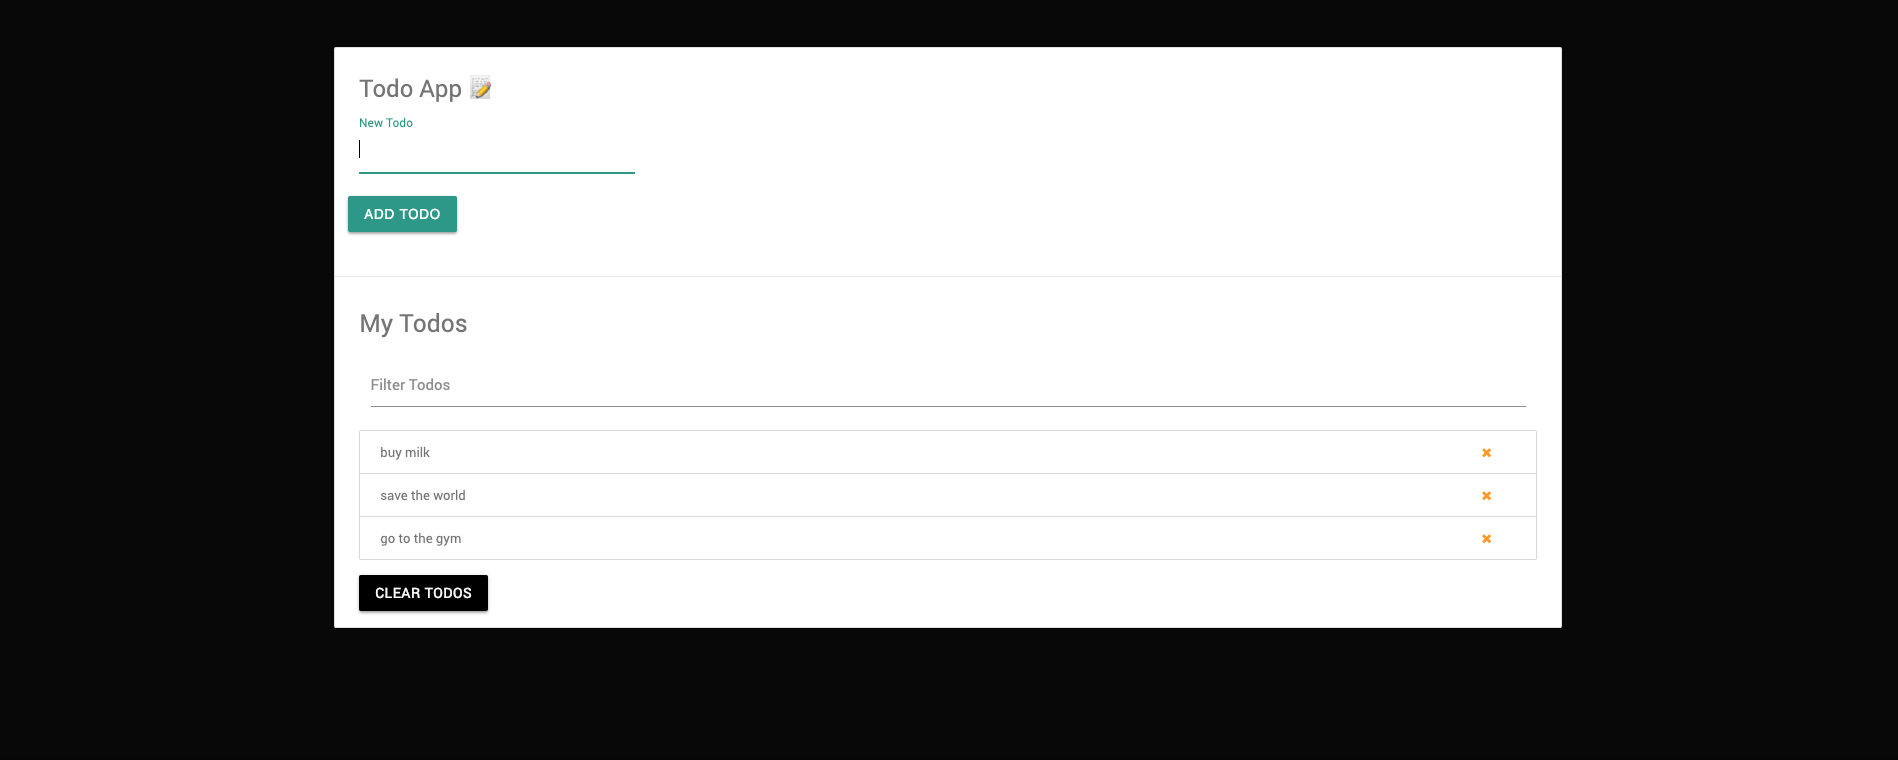 Todo App 📝
New Todo
ADD TODO
My Todos
Filter Todos
buy milk
save the world
go to the gym
CLEAR TODOS